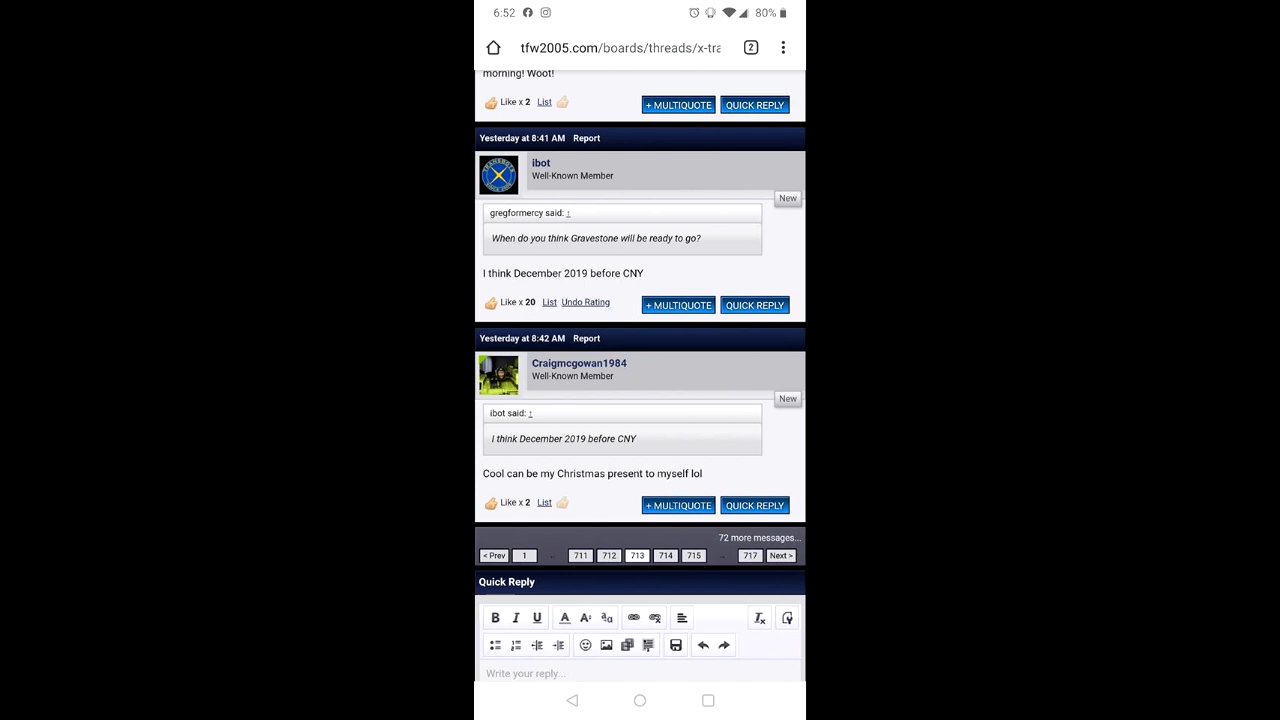 6:52
80%
tfw2005.com/boards/threads/x-tra
2
morning! Woot!
Like x 2 List
+ MULTIQUOTE QUICK REPLY
Yesterday at 8:41 AM Report
ibot
Well-Known Member
New
gregformercy said: ↑
When do you think Gravestone will be ready to go?
I think December 2019 before CNY
Like x 20 List Undo Rating
+ MULTIQUOTE QUICK REPLY
Yesterday at 8:42 AM Report
Craigmcgowan1984
Well-Known Member
New
ibot said: ↑
I think December 2019 before CNY
Cool can be my Christmas present to myself lol
Like x 2 List
+ MULTIQUOTE QUICK REPLY
72 more messages...
< Prev 1 711 712 713 714 715 717 Next >
Quick Reply
B I U A
Write your reply...